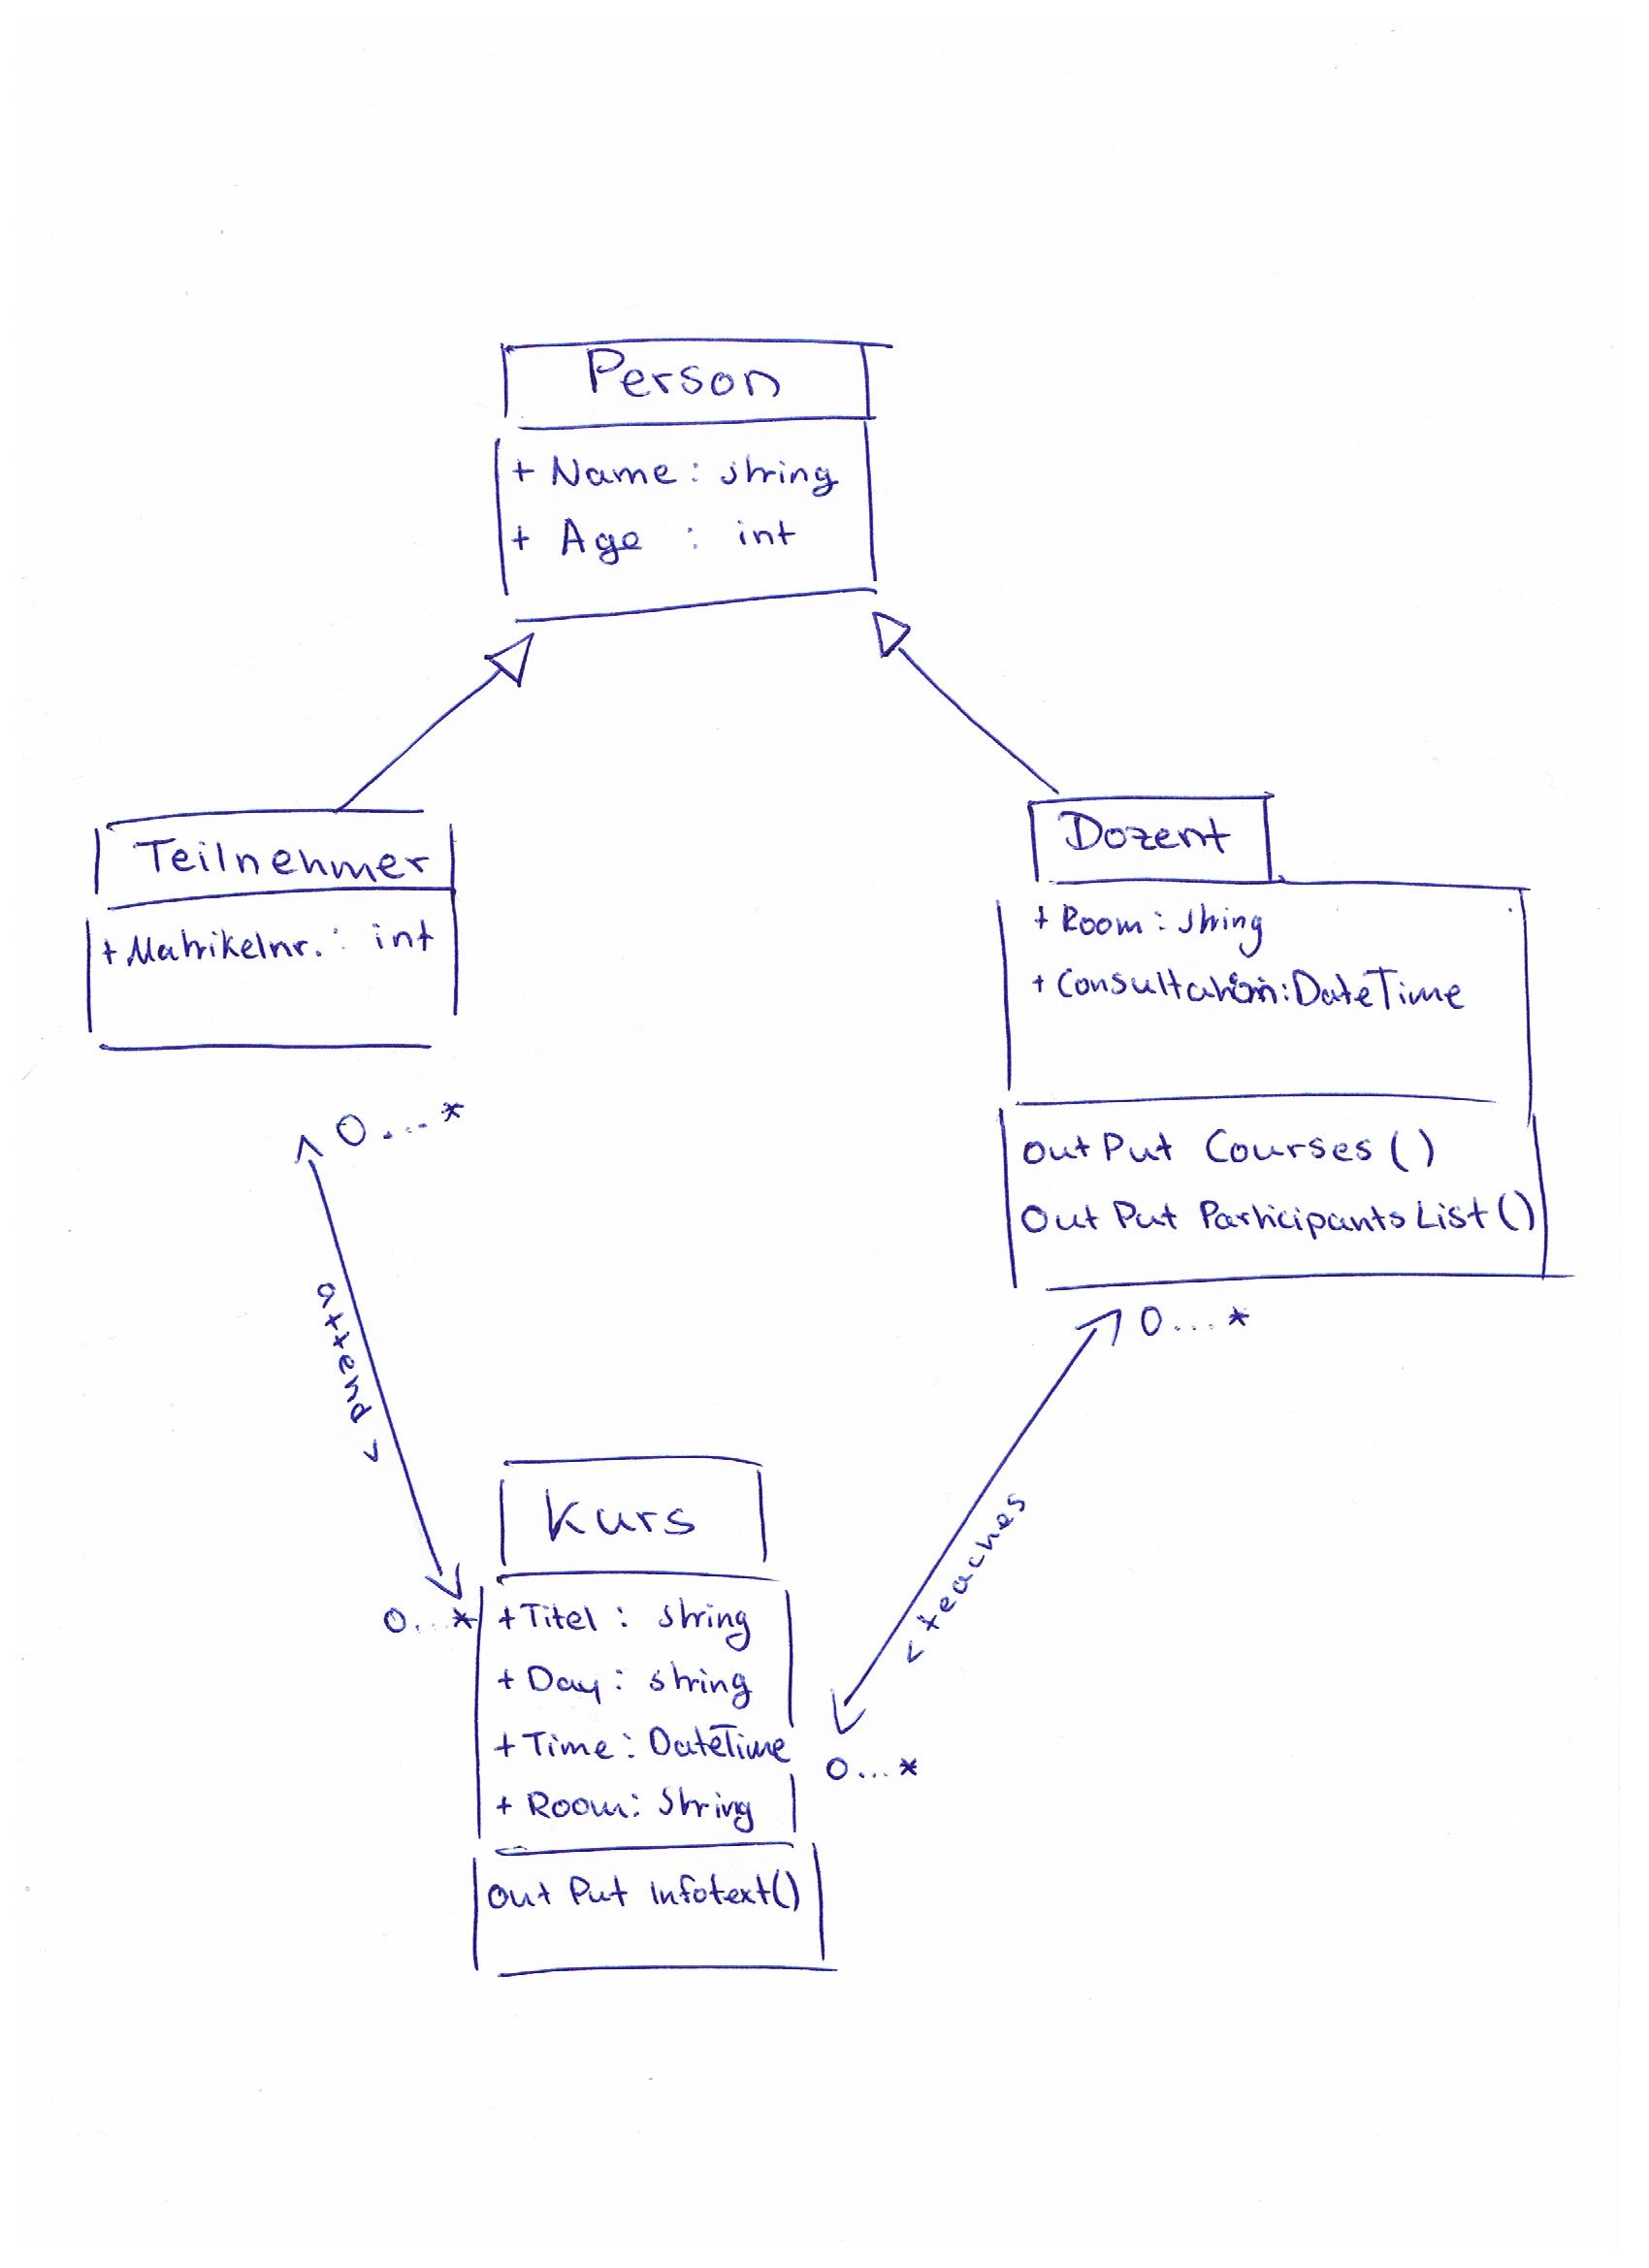 Person
+ Name : string
+ Age : int
Teilnehmer
+ Matrikelnr. : int
Dozent
+ Room : string
+ Consultation : DateTime
OutPut Courses ()
OutPut ParticipantsList ()
0....*
0...*
attend >
< teaches
Kurs
0...*
+ Titel : string
+ Day : string
+ Time : DateTime
+ Room : String
0...*
OutPut Infotext()